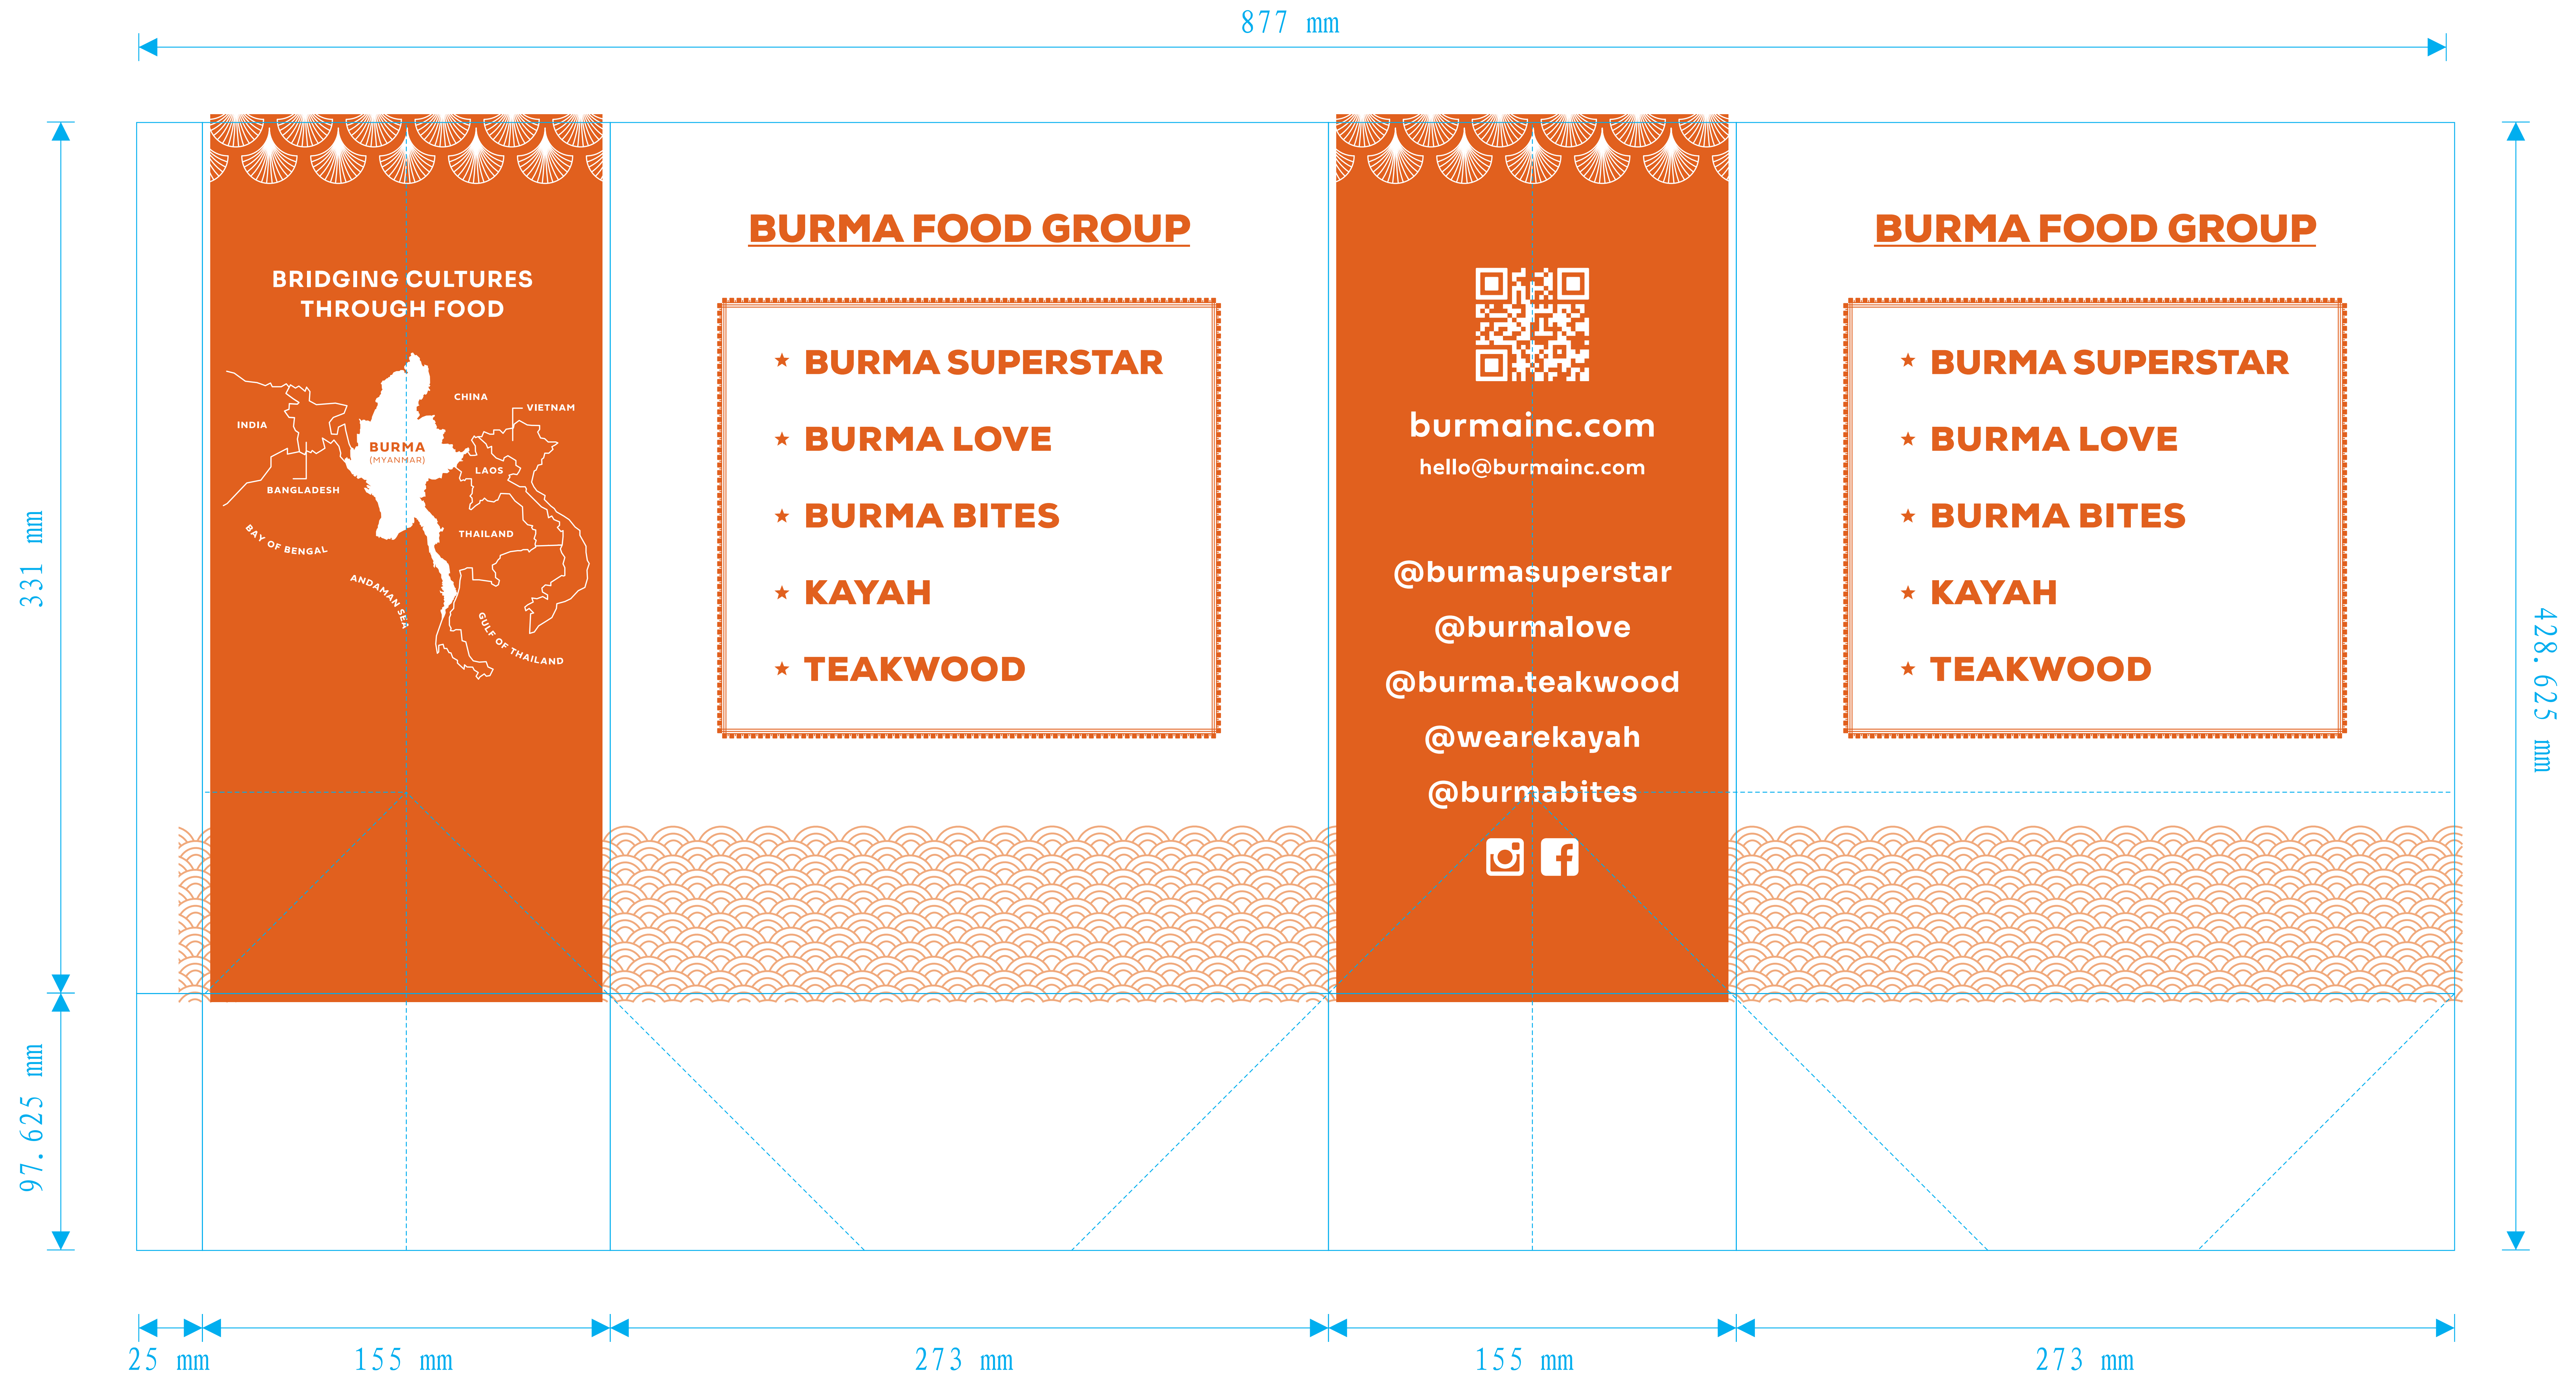 877 mm
331 mm
97.625 mm
428.625 mm
BRIDGING CULTURES
THROUGH FOOD
CHINA
VIETNAM
INDIA
BURMA
(MYANMAR)
LAOS
BANGLADESH
THAILAND
BAY OF BENGAL
ANDAMAN SEA
GULF OF THAILAND
BURMA FOOD GROUP
★ BURMA SUPERSTAR
★ BURMA LOVE
★ BURMA BITES
★ KAYAH
★ TEAKWOOD
burmainc.com
hello@burmainc.com
@burmasuperstar
@burmalove
@burma.teakwood
@wearekayah
@burmabites
BURMA FOOD GROUP
★ BURMA SUPERSTAR
★ BURMA LOVE
★ BURMA BITES
★ KAYAH
★ TEAKWOOD
25 mm
155 mm
273 mm
155 mm
273 mm